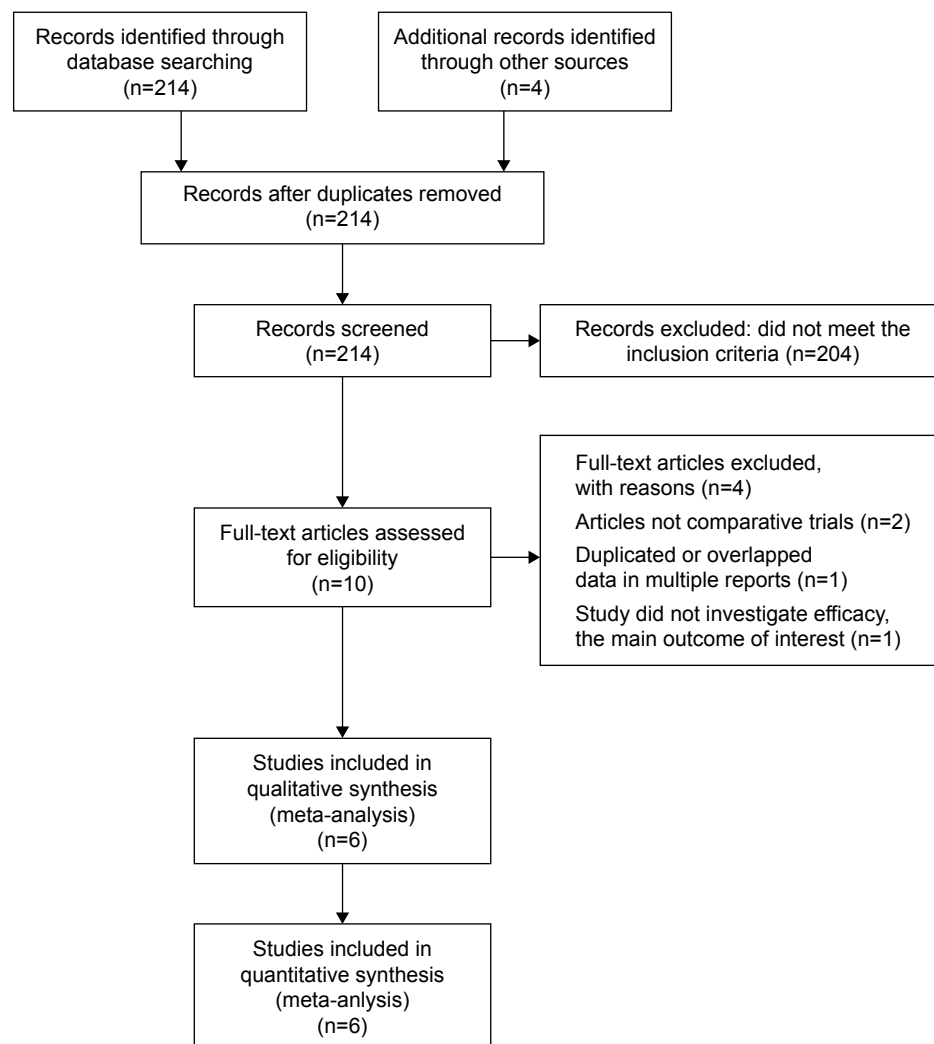 Records identified through
database searching
(n=214)
Additional records identified
through other sources
(n=4)
Records after duplicates removed
(n=214)
Records screened
(n=214)
Records excluded: did not meet the
inclusion criteria (n=204)
Full-text articles assessed
for eligibility
(n=10)
Full-text articles excluded,
with reasons (n=4)
Articles not comparative trials (n=2)
Duplicated or overlapped
data in multiple reports (n=1)
Study did not investigate efficacy,
the main outcome of interest (n=1)
Studies included in
qualitative synthesis
(meta-analysis)
(n=6)
Studies included in
quantitative synthesis
(meta-anlysis)
(n=6)